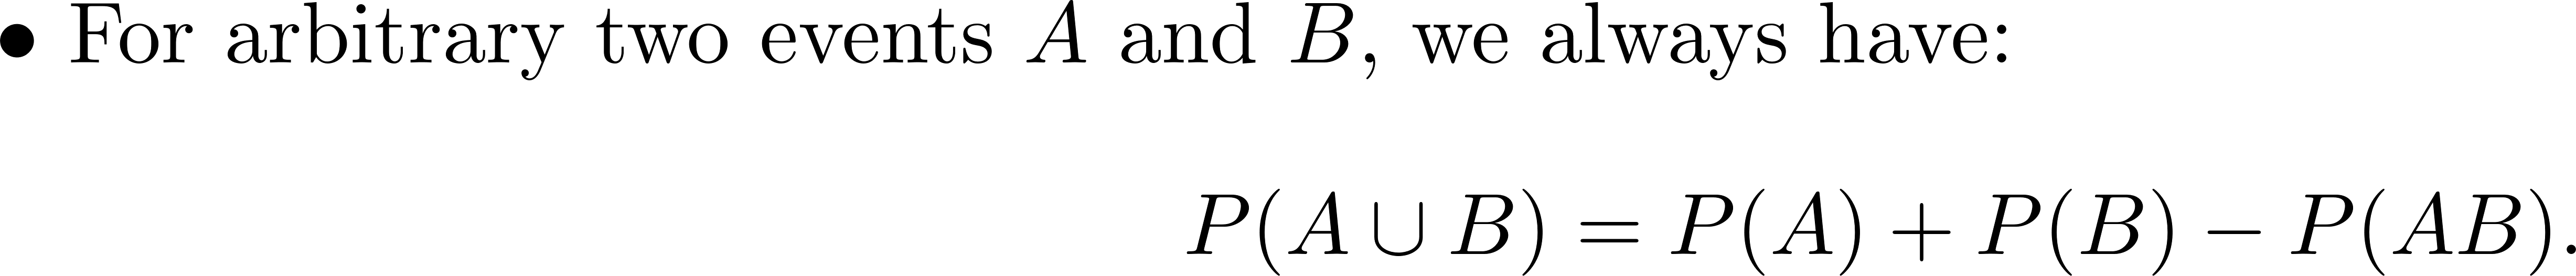 • For arbitrary two events A and B, we always have:
P(A ∪ B) = P(A) + P(B) − P(AB).